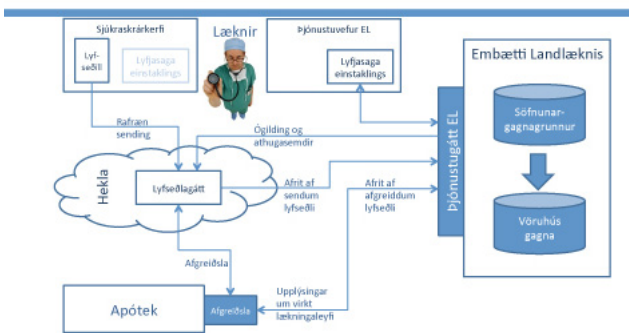 Sjúkraskrárkerfi
Lyf-
seðill
Lyfjasaga
einstaklings
Læknir
Þjónustuvefur EL
Lyfjasaga
einstaklings
Embætti Landlæknis
Söfnunar-
gagnagrunnur
Vöruhús
gagna
Þjónustugátt EL
Rafræn
sending
Ógilding og
athugasemdir
Hekla
Lyfseðlagátt
Afrit af
sendum
lyfseðli
Afrit af
afgreiddum
lyfseðli
Afgreiðsla
Upplýsingar
um virkt
lækningaleyfi
Apótek
Afgreiðsla